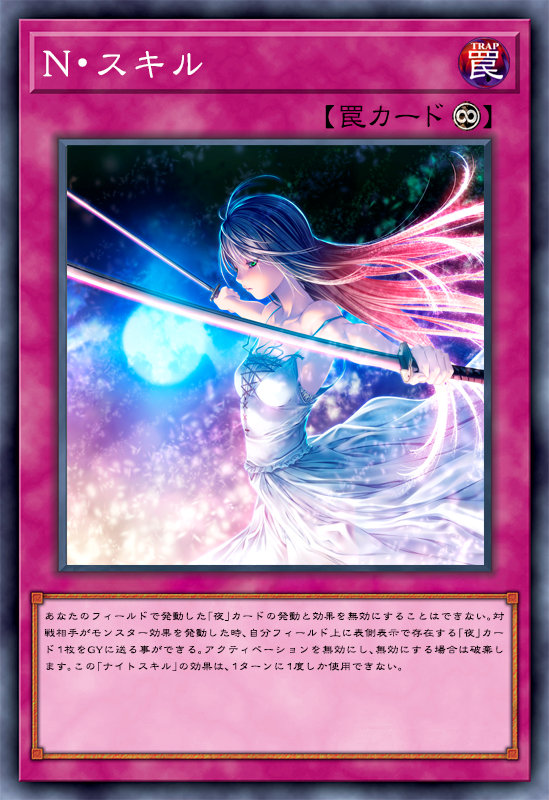 N・スキル
TRAP
罠
【罠カード】
あなたのフィールドで発動した「夜」カードの発動と効果を無効にすることはできない。対
戦相手がモンスター効果を発動した時、自分フィールド上に表側表示で存在する「夜」カー
ド1枚をGYに送る事ができる。アクティベーションを無効にし、無効にする場合は破棄し
ます。この「ナイトスキル」の効果は、1ターンに1度しか使用できない。